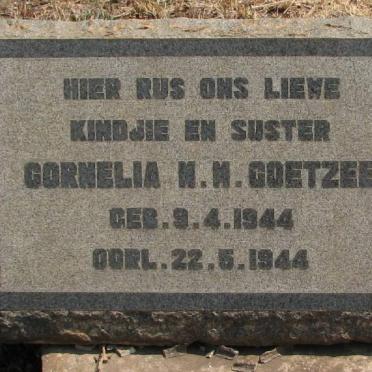 HIER RUS ONS LIEWE
KINDJIE EN SUSTER
CORNELIA M.M. COETZEE
GEB. 9.4.1944
OORL. 22.5.1944